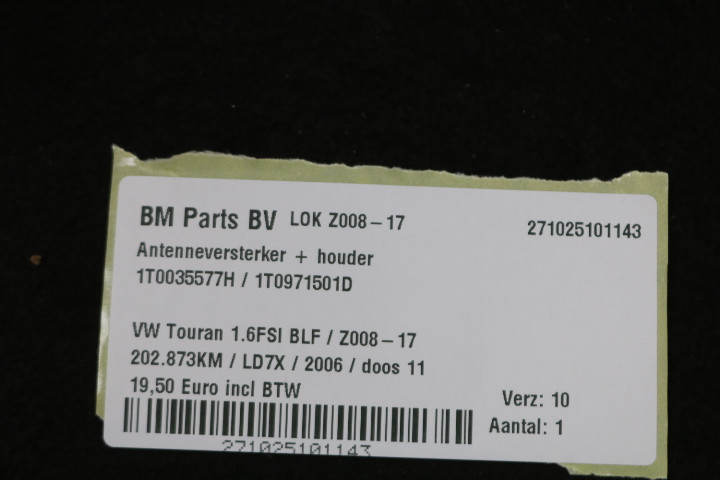 BM Parts BV LOK Z008-17 271025101143
Antenneversterker + houder
1T0035577H / 1T0971501D
VW Touran 1.6FSI BLF / Z008-17
202.873KM / LD7X / 2006 / doos 11
19,50 Euro incl BTW Verz: 10
Aantal: 1
271025101143